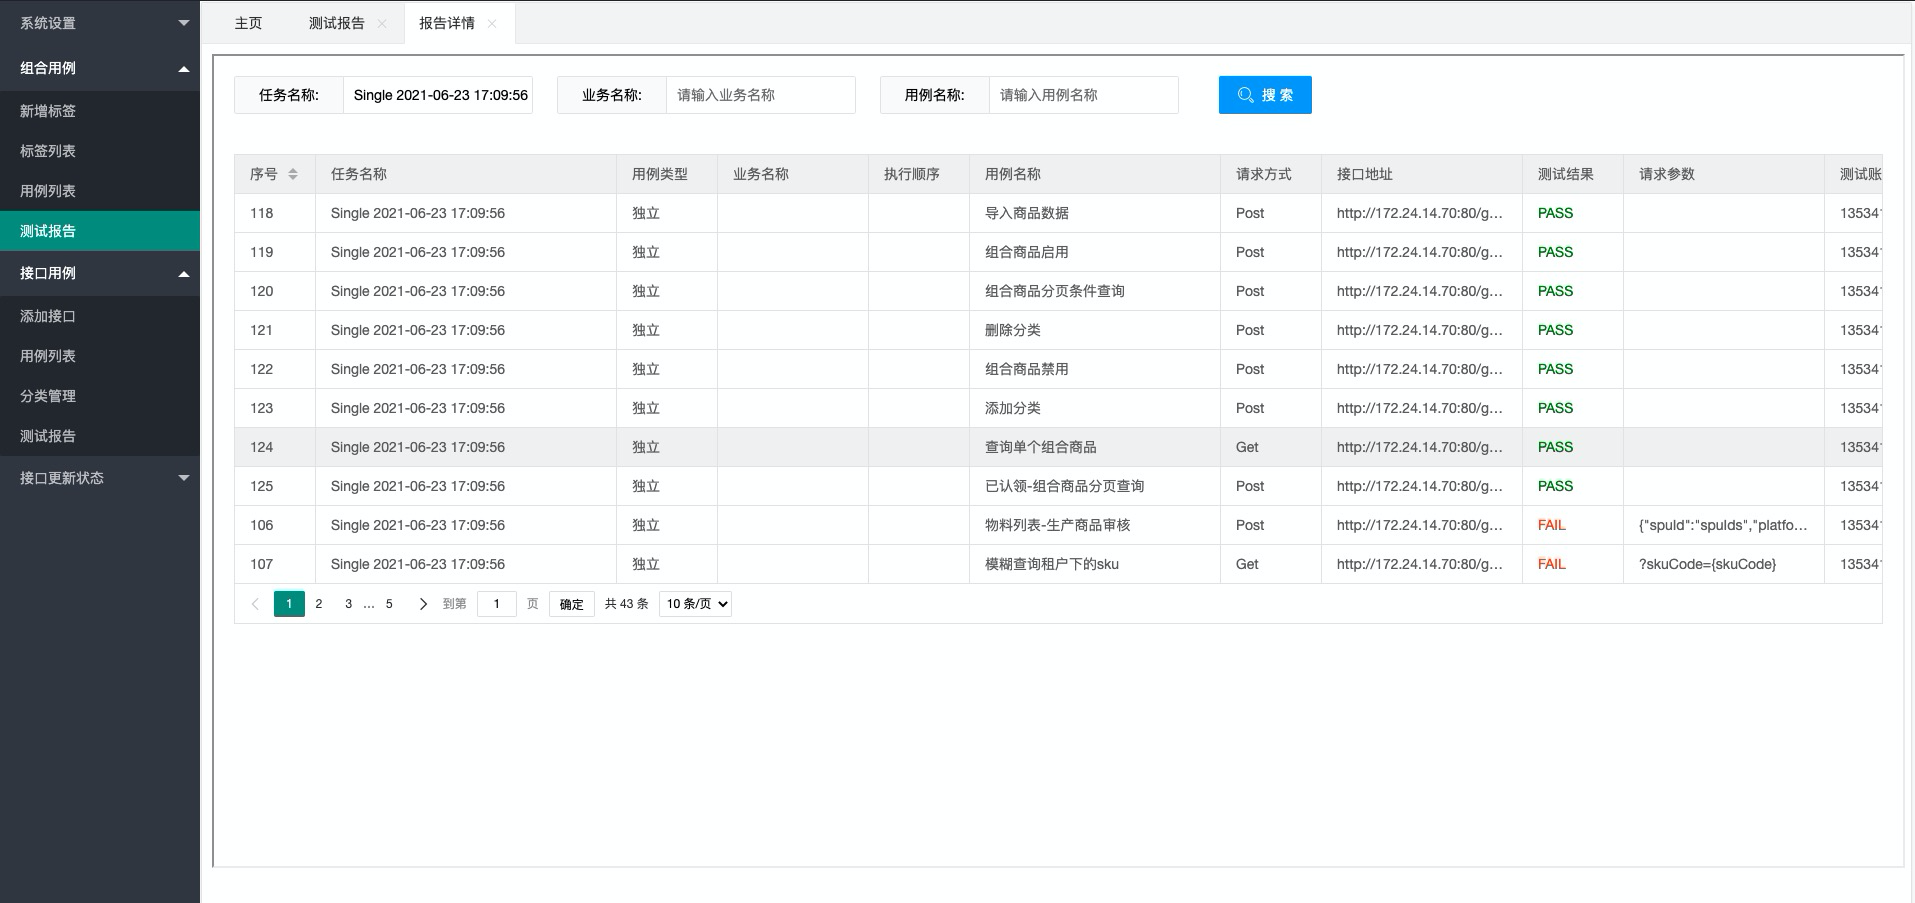 系统设置
组合用例
新增标签
标签列表
用例列表
测试报告
接口用例
添加接口
用例列表
分类管理
测试报告
接口更新状态
主页 测试报告 报告详情
任务名称: Single 2021-06-23 17:09:56 业务名称: 请输入业务名称 用例名称: 请输入用例名称 搜 索
序号 任务名称 用例类型 业务名称 执行顺序 用例名称 请求方式 接口地址 测试结果 请求参数 测试账
118 Single 2021-06-23 17:09:56 独立 导入商品数据 Post http://172.24.14.70:80/g... PASS 13534
119 Single 2021-06-23 17:09:56 独立 组合商品启用 Post http://172.24.14.70:80/g... PASS 13534
120 Single 2021-06-23 17:09:56 独立 组合商品分页条件查询 Post http://172.24.14.70:80/g... PASS 13534
121 Single 2021-06-23 17:09:56 独立 删除分类 Post http://172.24.14.70:80/g... PASS 13534
122 Single 2021-06-23 17:09:56 独立 组合商品禁用 Post http://172.24.14.70:80/g... PASS 13534
123 Single 2021-06-23 17:09:56 独立 添加分类 Post http://172.24.14.70:80/g... PASS 13534
124 Single 2021-06-23 17:09:56 独立 查询单个组合商品 Get http://172.24.14.70:80/g... PASS 13534
125 Single 2021-06-23 17:09:56 独立 已认领-组合商品分页查询 Post http://172.24.14.70:80/g... PASS 13534
106 Single 2021-06-23 17:09:56 独立 物料列表-生产商品审核 Post http://172.24.14.70:80/g... FAIL {"spuId":"spuIds","platfo... 13534
107 Single 2021-06-23 17:09:56 独立 模糊查询租户下的sku Get http://172.24.14.70:80/g... FAIL ?skuCode={skuCode} 13534
1 2 3 ... 5 到第 1 页 确定 共 43 条 10 条/页